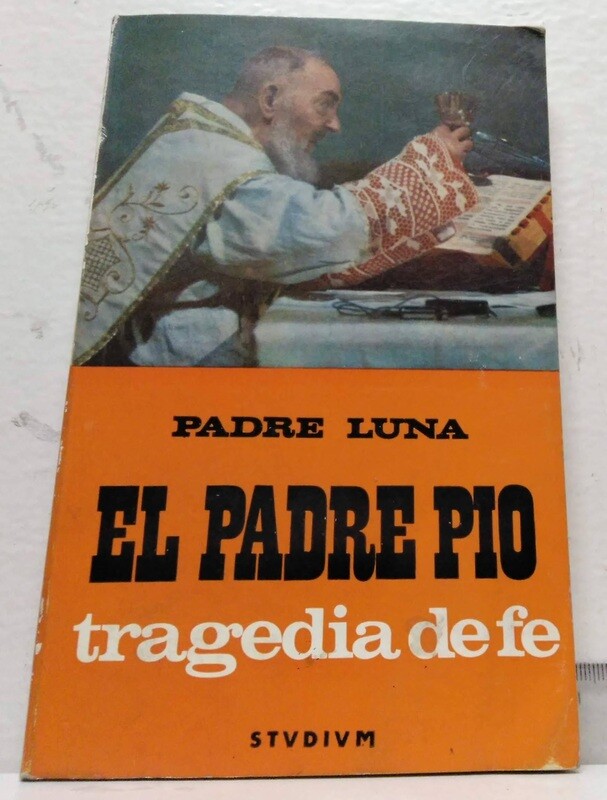 PADRE LUNA
EL PADRE PIO
tragedia de fe
STVDIVM